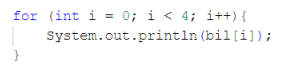 for (int i = 0; i < 4; i++){
    System.out.println(bil[i]);
}